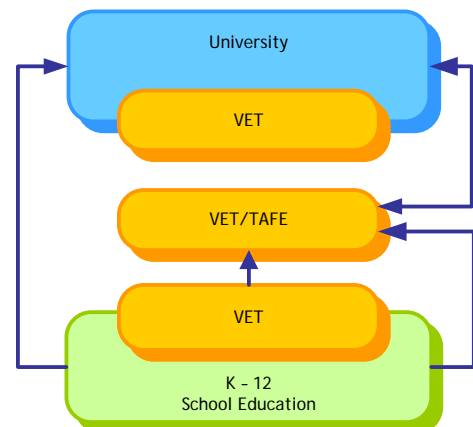 University
VET
VET/TAFE
VET
K - 12
School Education